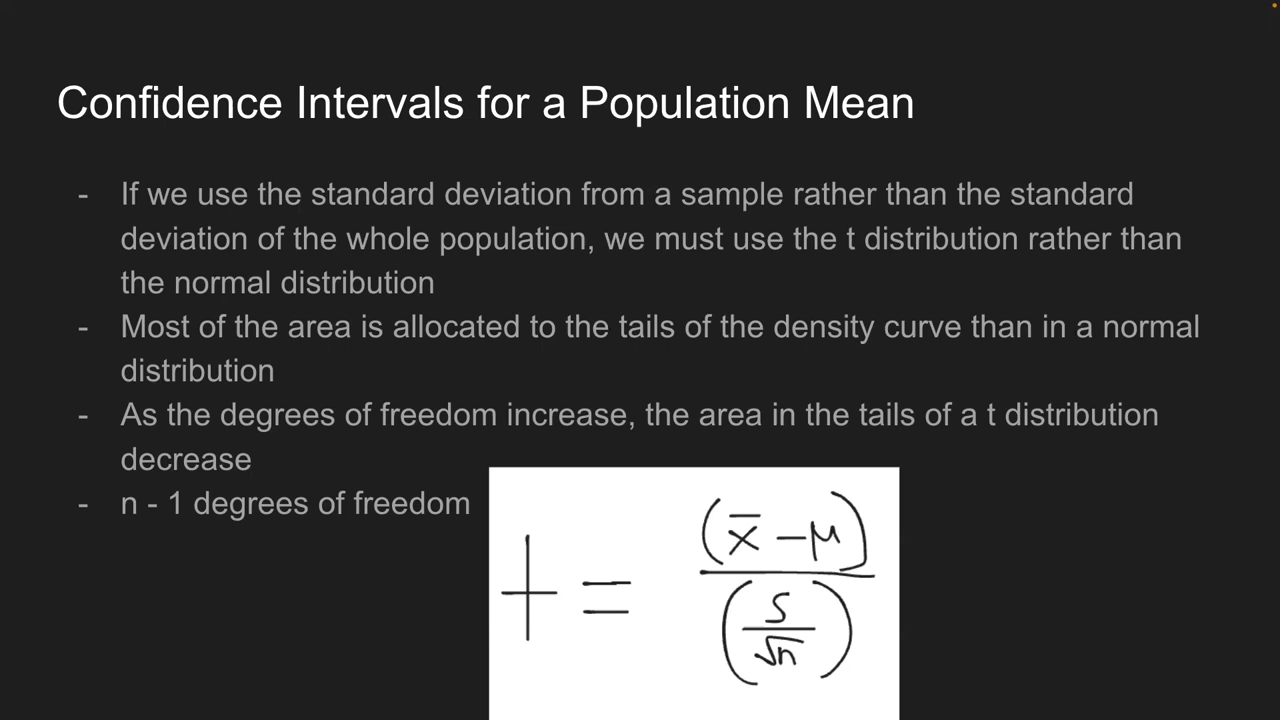 Confidence Intervals for a Population Mean
- If we use the standard deviation from a sample rather than the standard
deviation of the whole population, we must use the t distribution rather than
the normal distribution
- Most of the area is allocated to the tails of the density curve than in a normal
distribution
- As the degrees of freedom increase, the area in the tails of a t distribution
decrease
- n - 1 degrees of freedom
t = (x̄ - μ) / (s / √n)